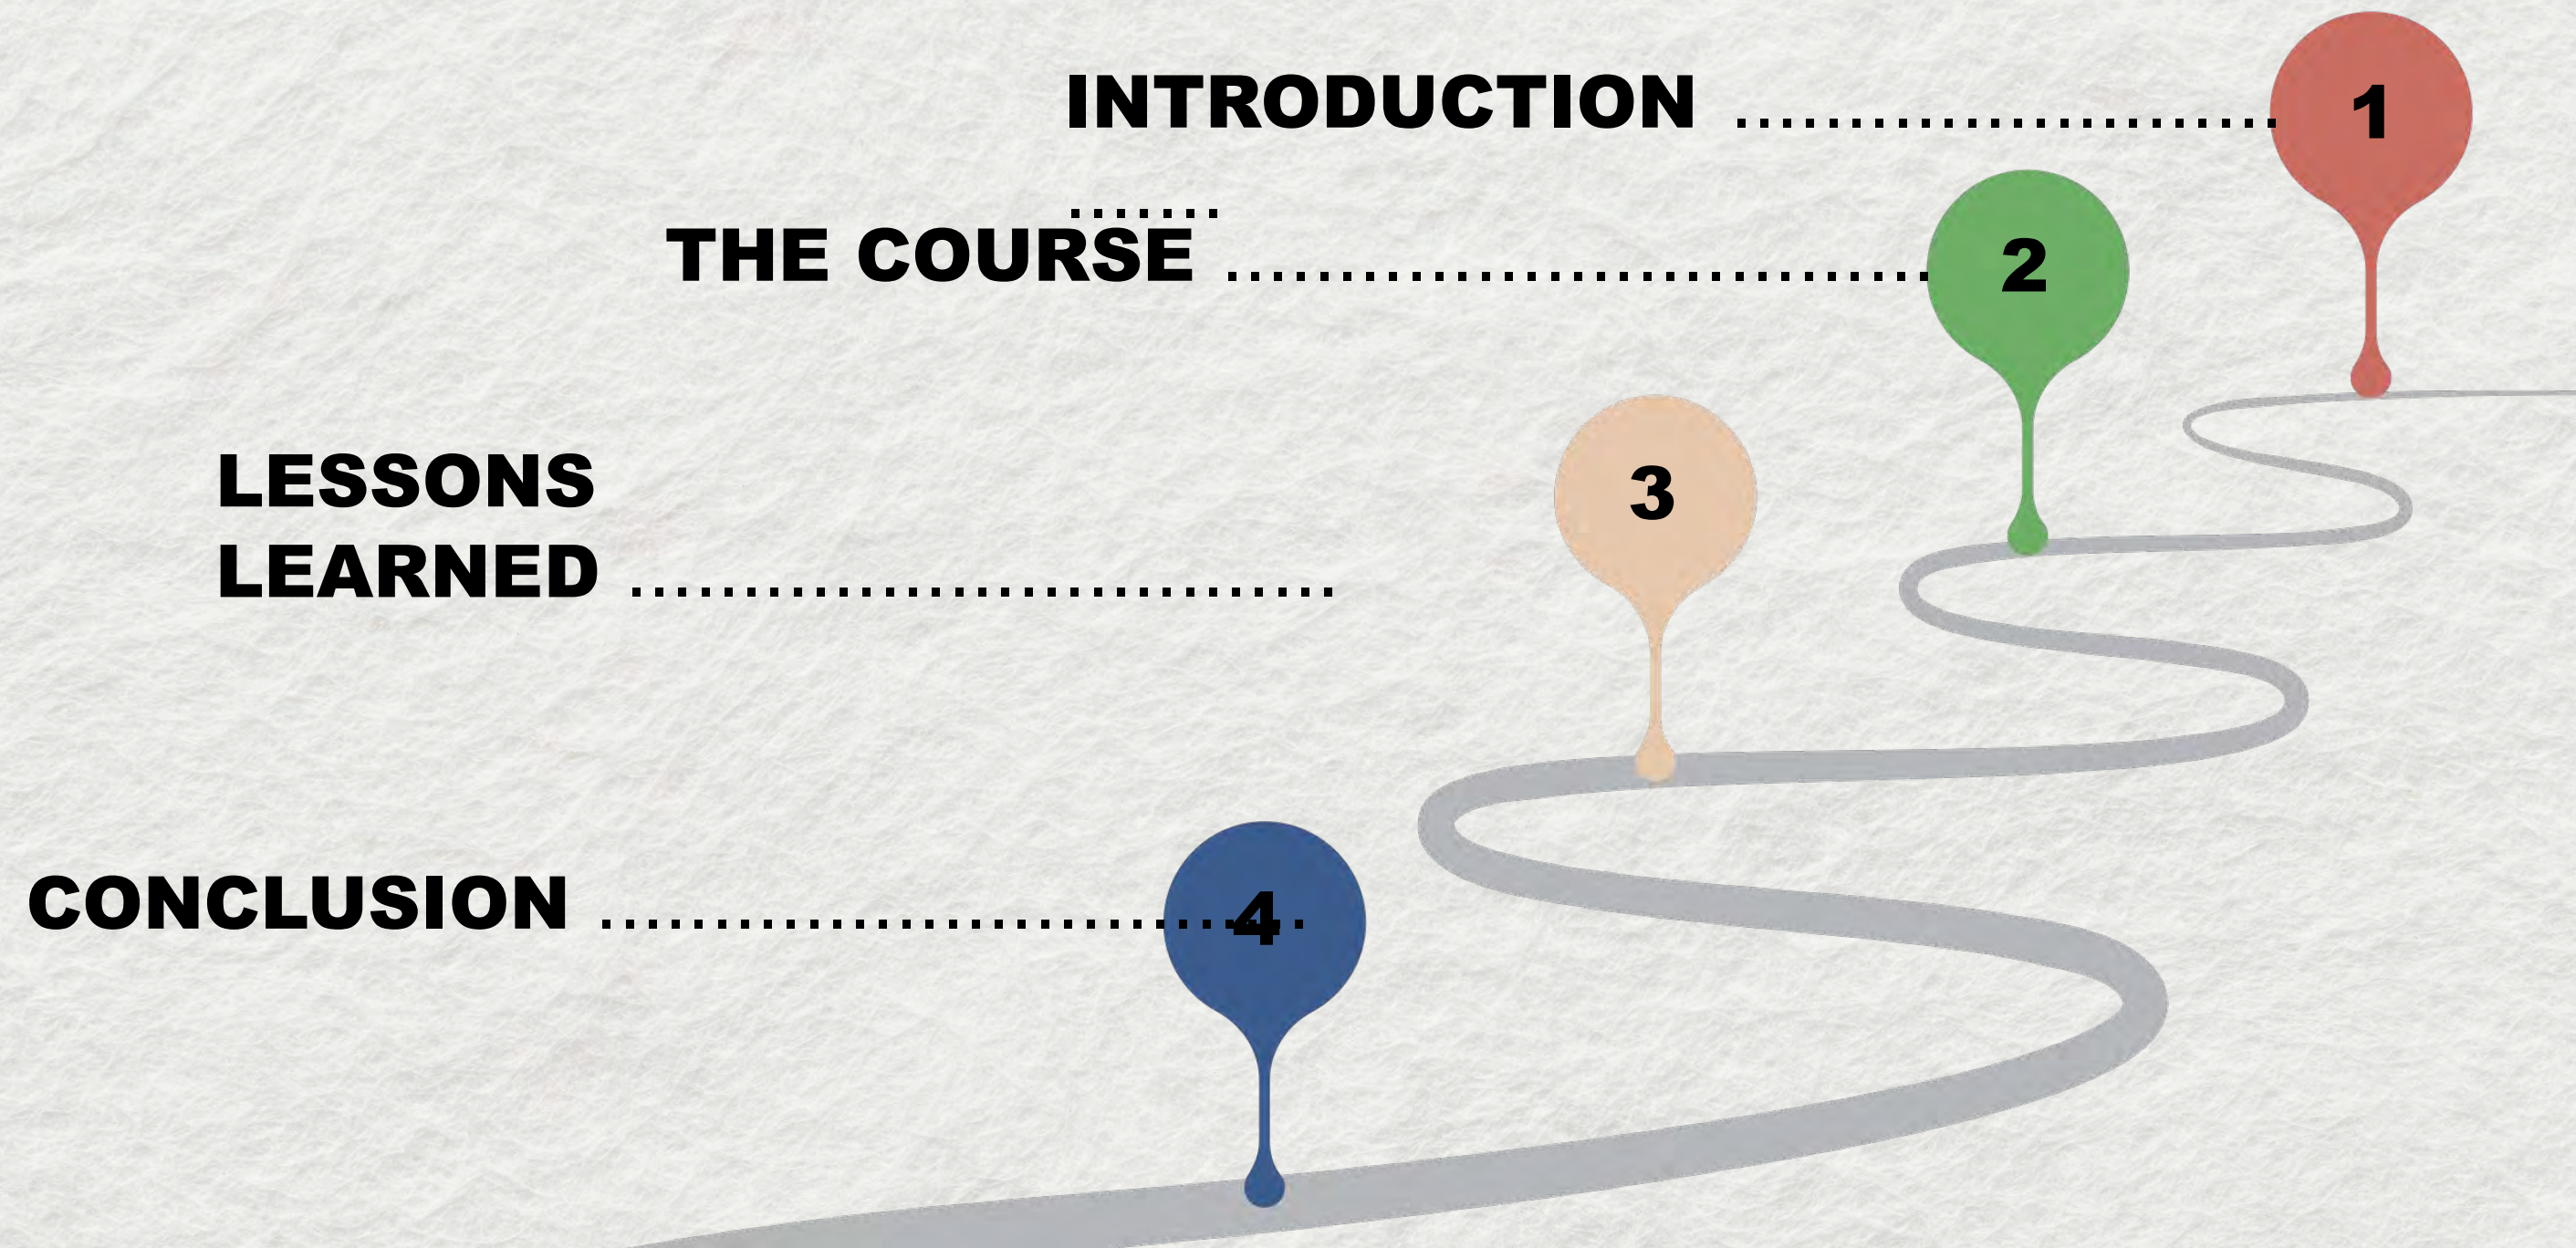 INTRODUCTION ........................ 1
.......
THE COURSE ............................... 2
LESSONS
LEARNED ............................... 3
CONCLUSION ............................... 4